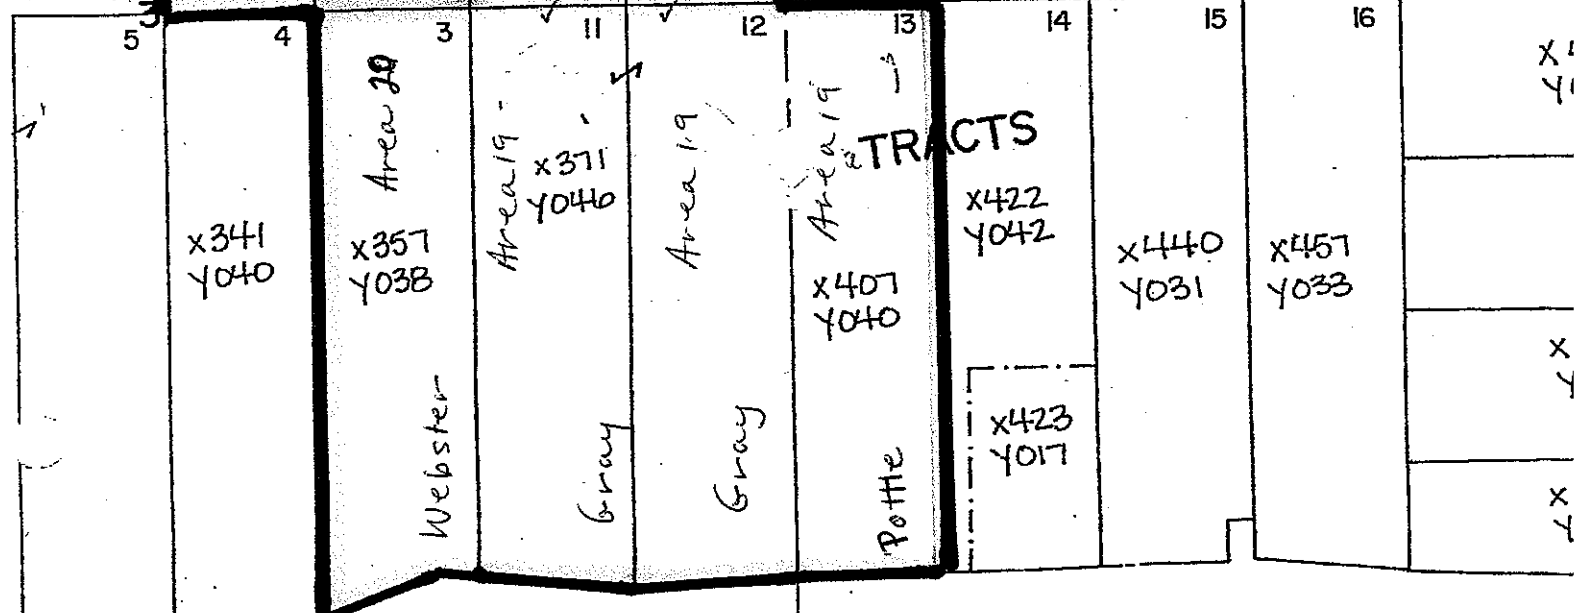 5
4
3
11
12
13
14
15
16
Area 20
Area 19
Area 19
Area 19
TRACTS
X341
Y040
X357
Y038
X371
Y046
X407
Y040
X422
Y042
X440
Y031
X457
Y033
X423
Y017
Webster
Gray
Gray
Pottle
X
Y
X
Y